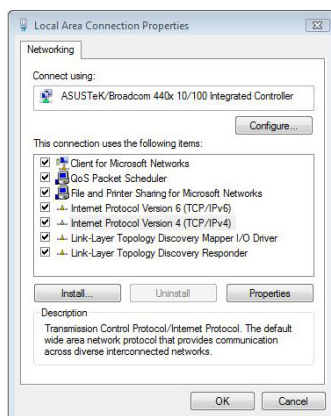 Local Area Connection Properties
Networking
Connect using:
ASUSTeK/Broadcom 440x 10/100 Integrated Controller
Configure...
This connection uses the following items:
Client for Microsoft Networks
QoS Packet Scheduler
File and Printer Sharing for Microsoft Networks
Internet Protocol Version 6 (TCP/IPv6)
Internet Protocol Version 4 (TCP/IPv4)
Link-Layer Topology Discovery Mapper I/O Driver
Link-Layer Topology Discovery Responder
Install... Uninstall Properties
Description
Transmission Control Protocol/Internet Protocol. The default
wide area network protocol that provides communication
across diverse interconnected networks.
OK Cancel